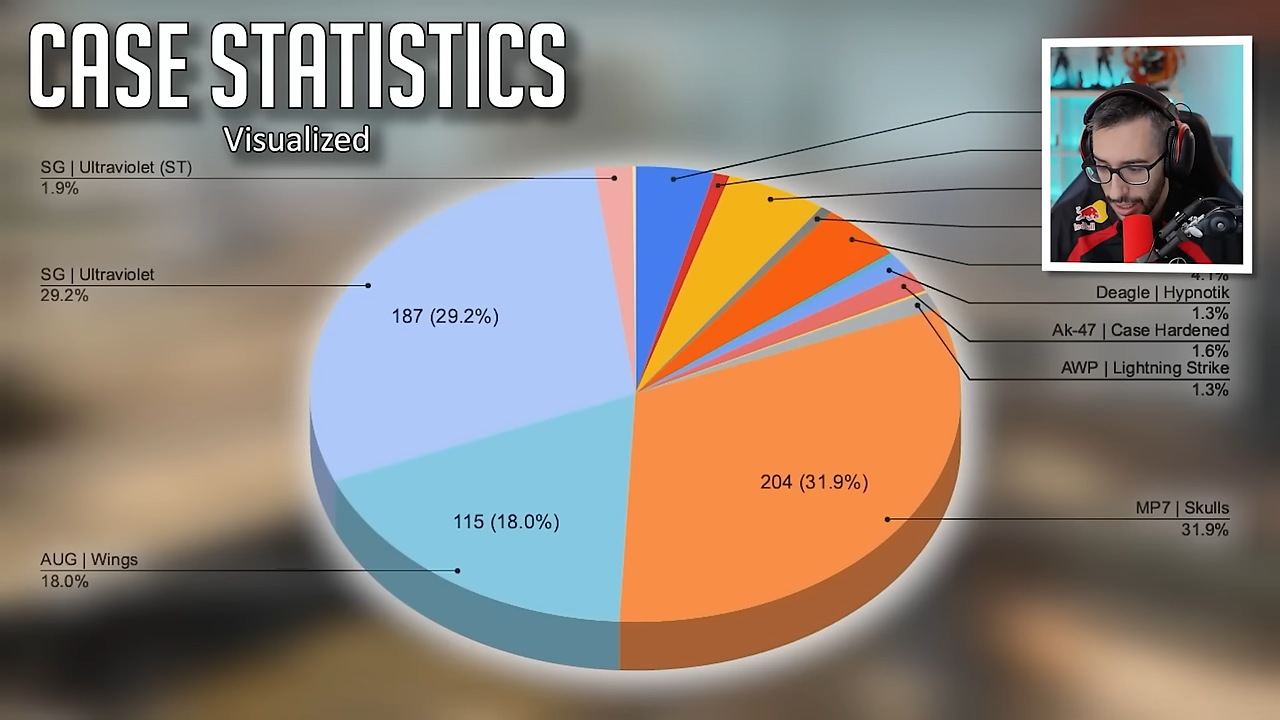 CASE STATISTICS
Visualized
SG | Ultraviolet (ST)
1.9%
SG | Ultraviolet
29.2%
187 (29.2%)
4.1%
Deagle | Hypnotik
1.3%
Ak-47 | Case Hardened
1.6%
AWP | Lightning Strike
1.3%
204 (31.9%)
MP7 | Skulls
31.9%
115 (18.0%)
AUG | Wings
18.0%